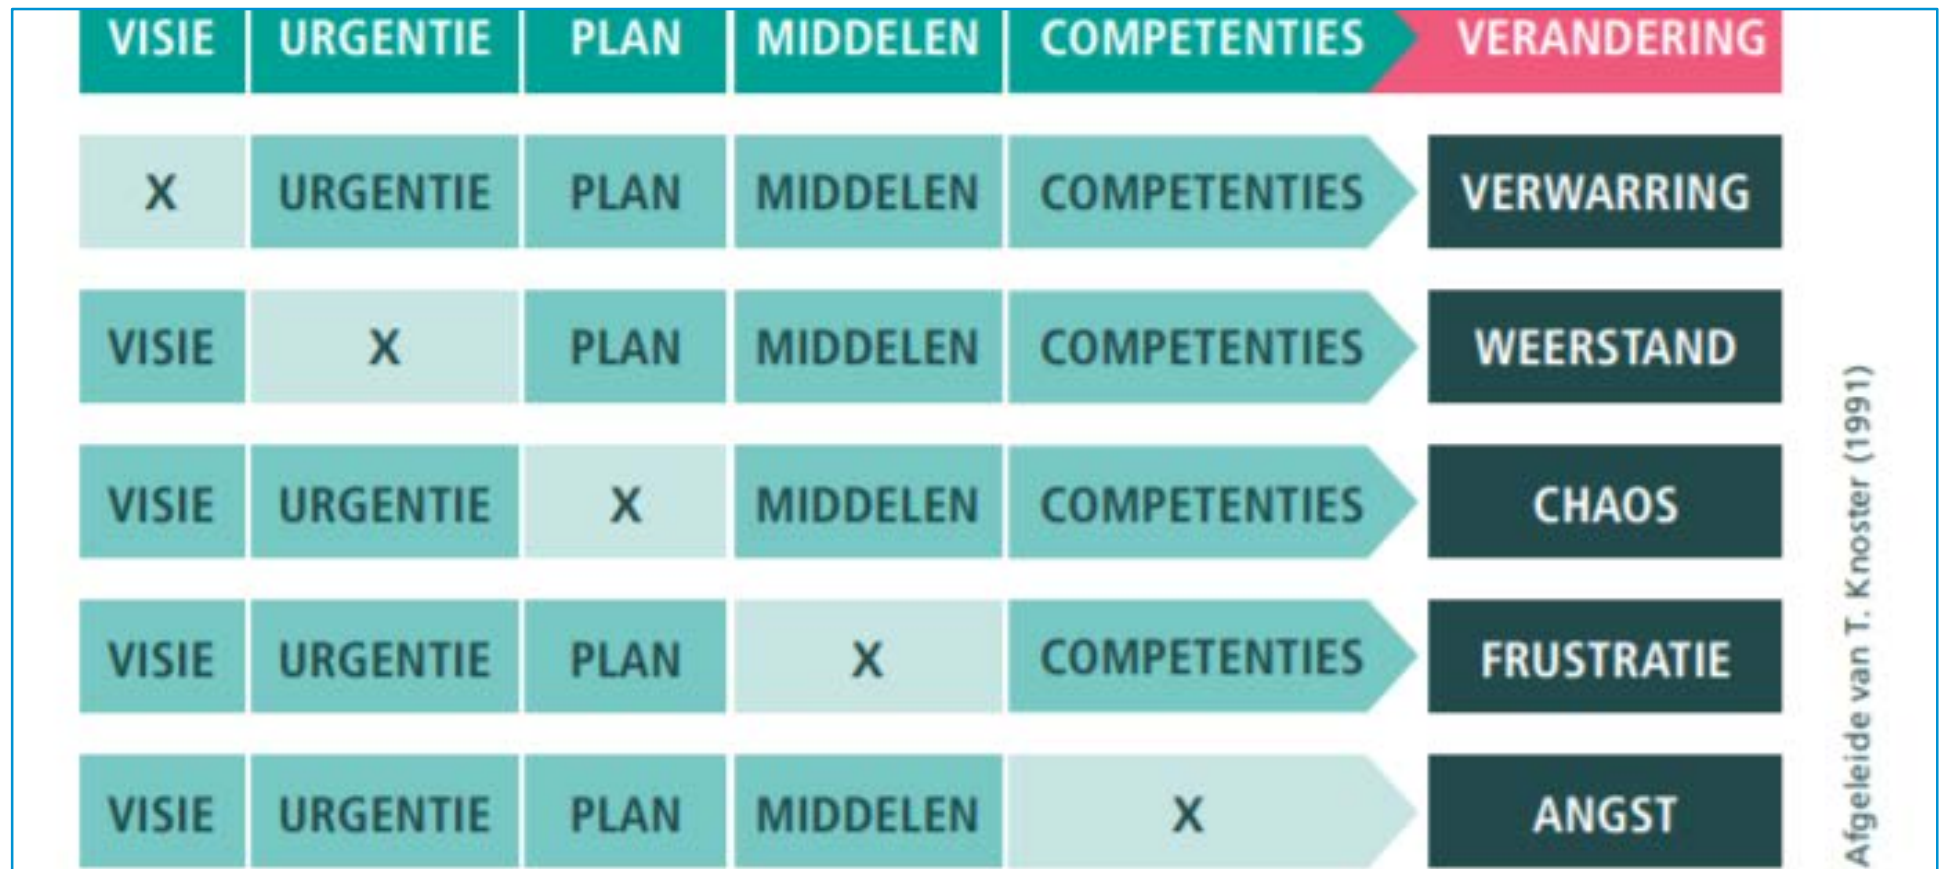 VISIE URGENTIE PLAN MIDDELEN COMPETENTIES VERANDERING
X URGENTIE PLAN MIDDELEN COMPETENTIES VERWARRING
VISIE X PLAN MIDDELEN COMPETENTIES WEERSTAND
VISIE URGENTIE X MIDDELEN COMPETENTIES CHAOS
VISIE URGENTIE PLAN X COMPETENTIES FRUSTRATIE
VISIE URGENTIE PLAN MIDDELEN X ANGST
Afgeleide van T. Knoster (1991)